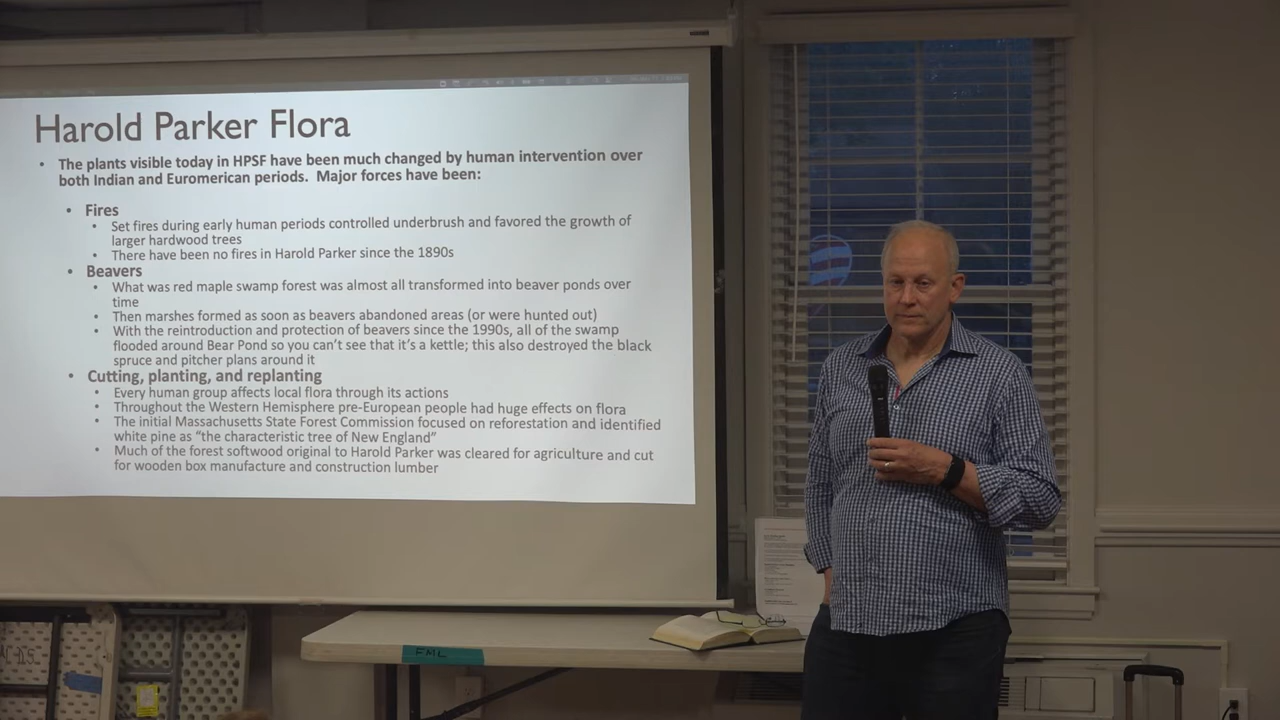 Harold Parker Flora
• The plants visible today in HPSF have been much changed by human intervention over
both Indian and Euromerican periods. Major forces have been:
• Fires
• Set fires during early human periods controlled underbrush and favored the growth of
larger hardwood trees
• There have been no fires in Harold Parker since the 1890s
• Beavers
• What was red maple swamp forest was almost all transformed into beaver ponds over
time
• Then marshes formed as soon as beavers abandoned areas (or were hunted out)
• With the reintroduction and protection of beavers since the 1990s, all of the swamp
flooded around Bear Pond so you can't see that it's a kettle; this also destroyed the black
spruce and pitcher plans around it
• Cutting, planting, and replanting
• Every human group affects local flora through its actions
• Throughout the Western Hemisphere pre-European people had huge effects on flora
• The initial Massachusetts State Forest Commission focused on reforestation and identified
white pine as "the characteristic tree of New England"
• Much of the forest softwood original to Harold Parker was cleared for agriculture and cut
for wooden box manufacture and construction lumber
FML